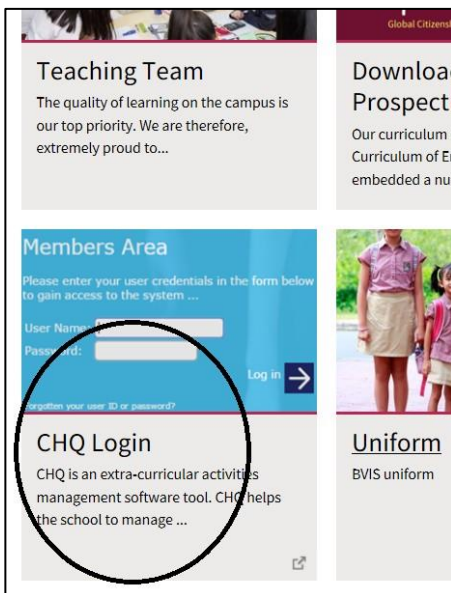 Global Citizens
Teaching Team
The quality of learning on the campus is
our top priority. We are therefore,
extremely proud to...
Download
Prospect
Our curriculum
Curriculum of
embedded a
Members Area
Please enter your user credentials in the form below
to gain access to the system ...
User Name:
Password:
Log in
Forgotten your user ID or password?
CHQ Login
CHQ is an extra-curricular activities
management software tool. CHQ helps
the school to manage ...
Uniform
BVIS uniform